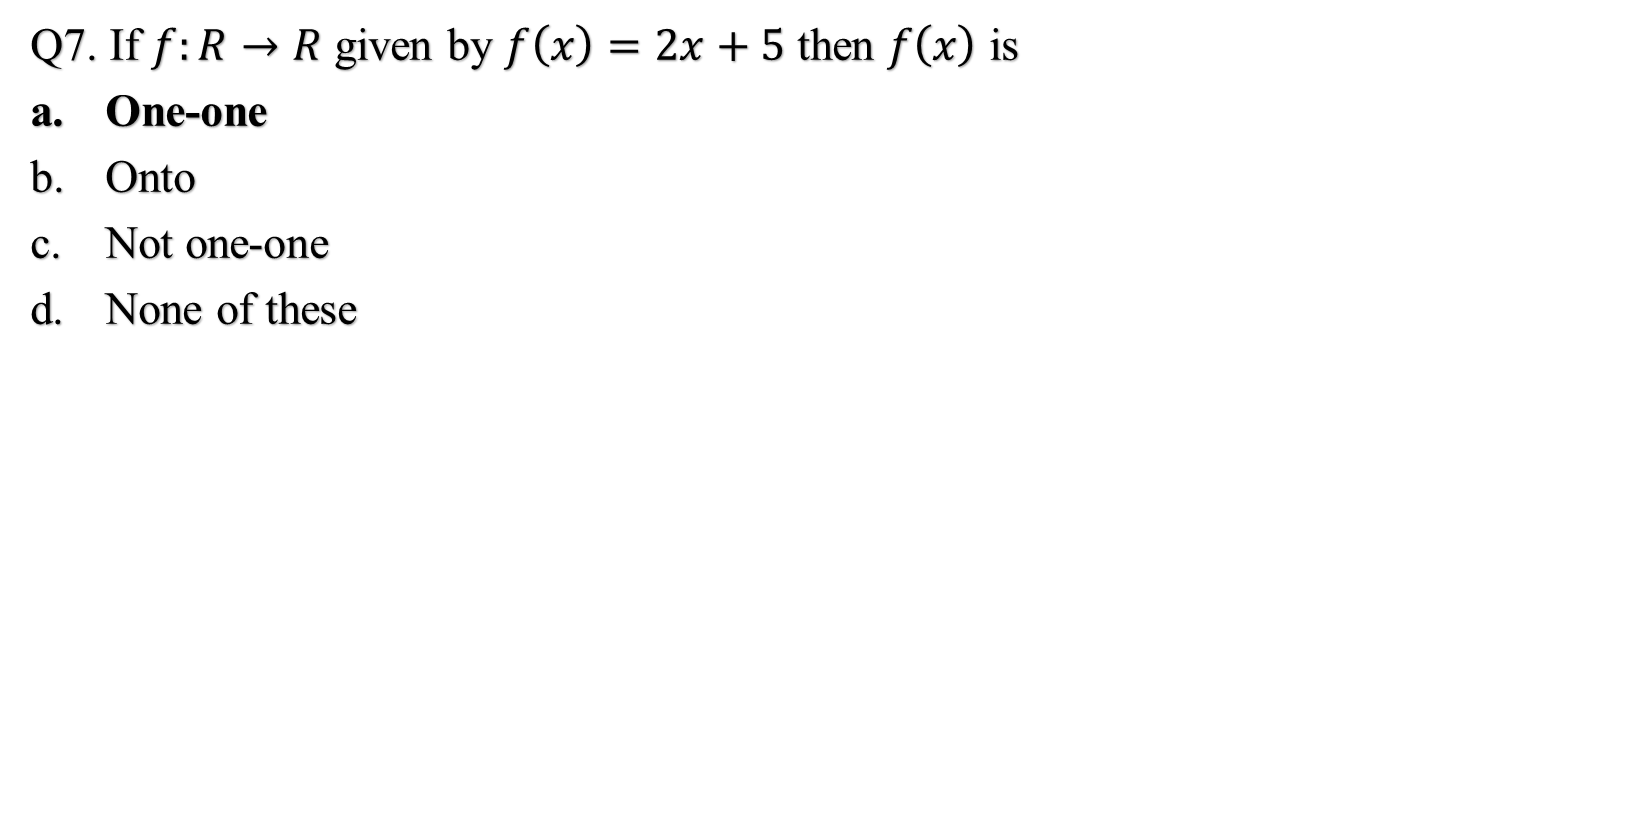 Q7. If f: R → R given by f(x) = 2x + 5 then f(x) is
a. One-one
b. Onto
c. Not one-one
d. None of these